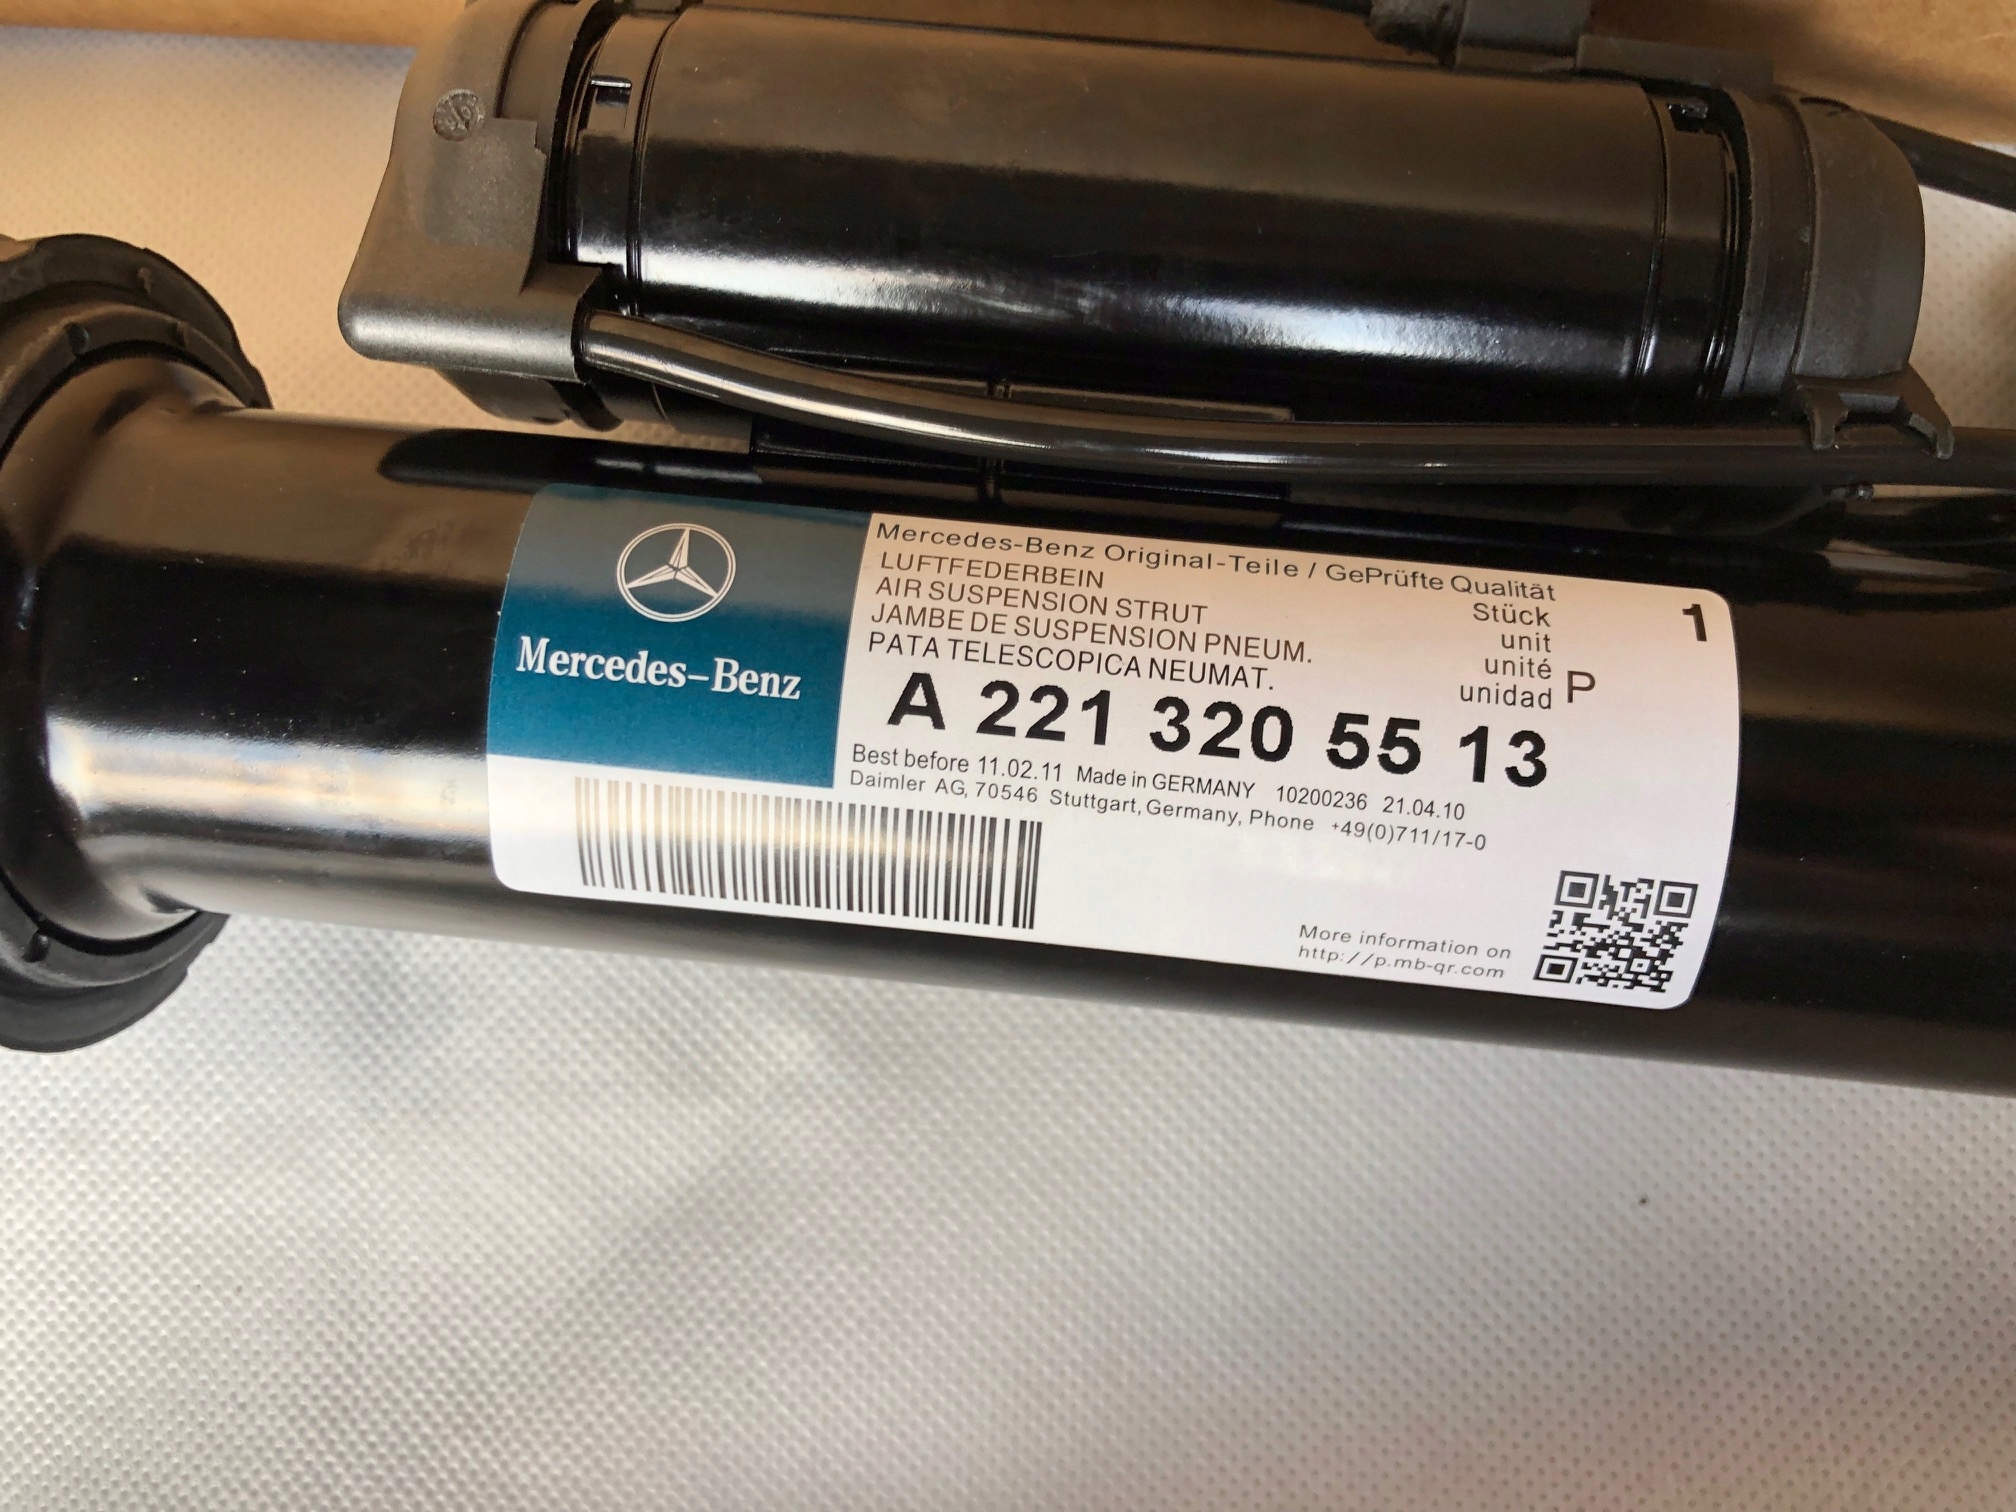 Mercedes-Benz
Mercedes-Benz Original-Teile / GePrüfte Qualität
LUFTFEDERBEIN
AIR SUSPENSION STRUT
JAMBE DE SUSPENSION PNEUM.
PATA TELESCOPICA NEUMAT.
Stück
unit
unité
unidad
P
1
A 221 320 55 13
Best before 11.02.11 Made in GERMANY 10200236 21.04.10
Daimler AG, 70546 Stuttgart, Germany, Phone +49(0)711/17-0
More information on
http://p.mb-qr.com